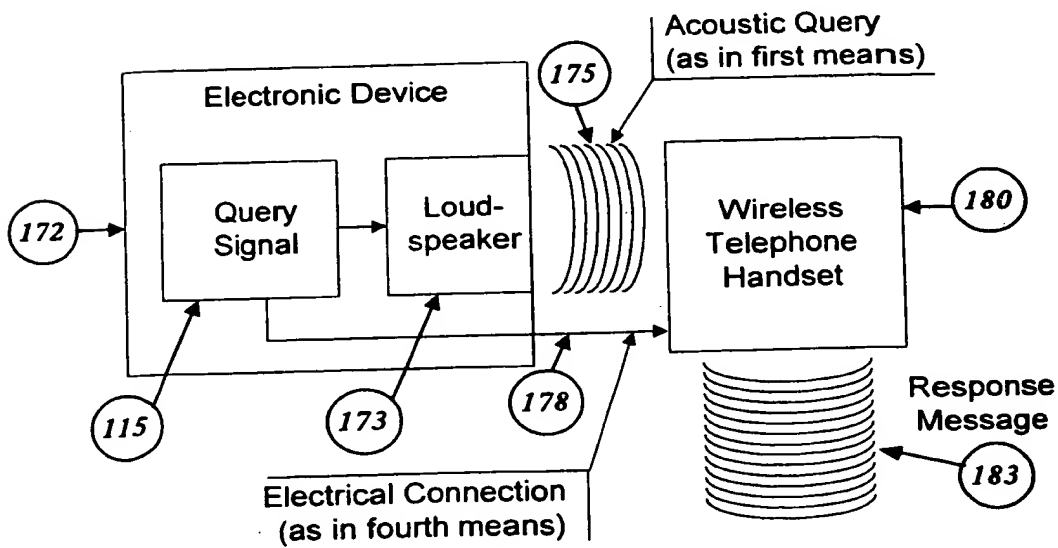 Acoustic Query
(as in first means)
175
Electronic Device
Query
Signal
Loud-
speaker
172
Wireless
Telephone
Handset
180
115
173
178
Response
Message
183
Electrical Connection
(as in fourth means)